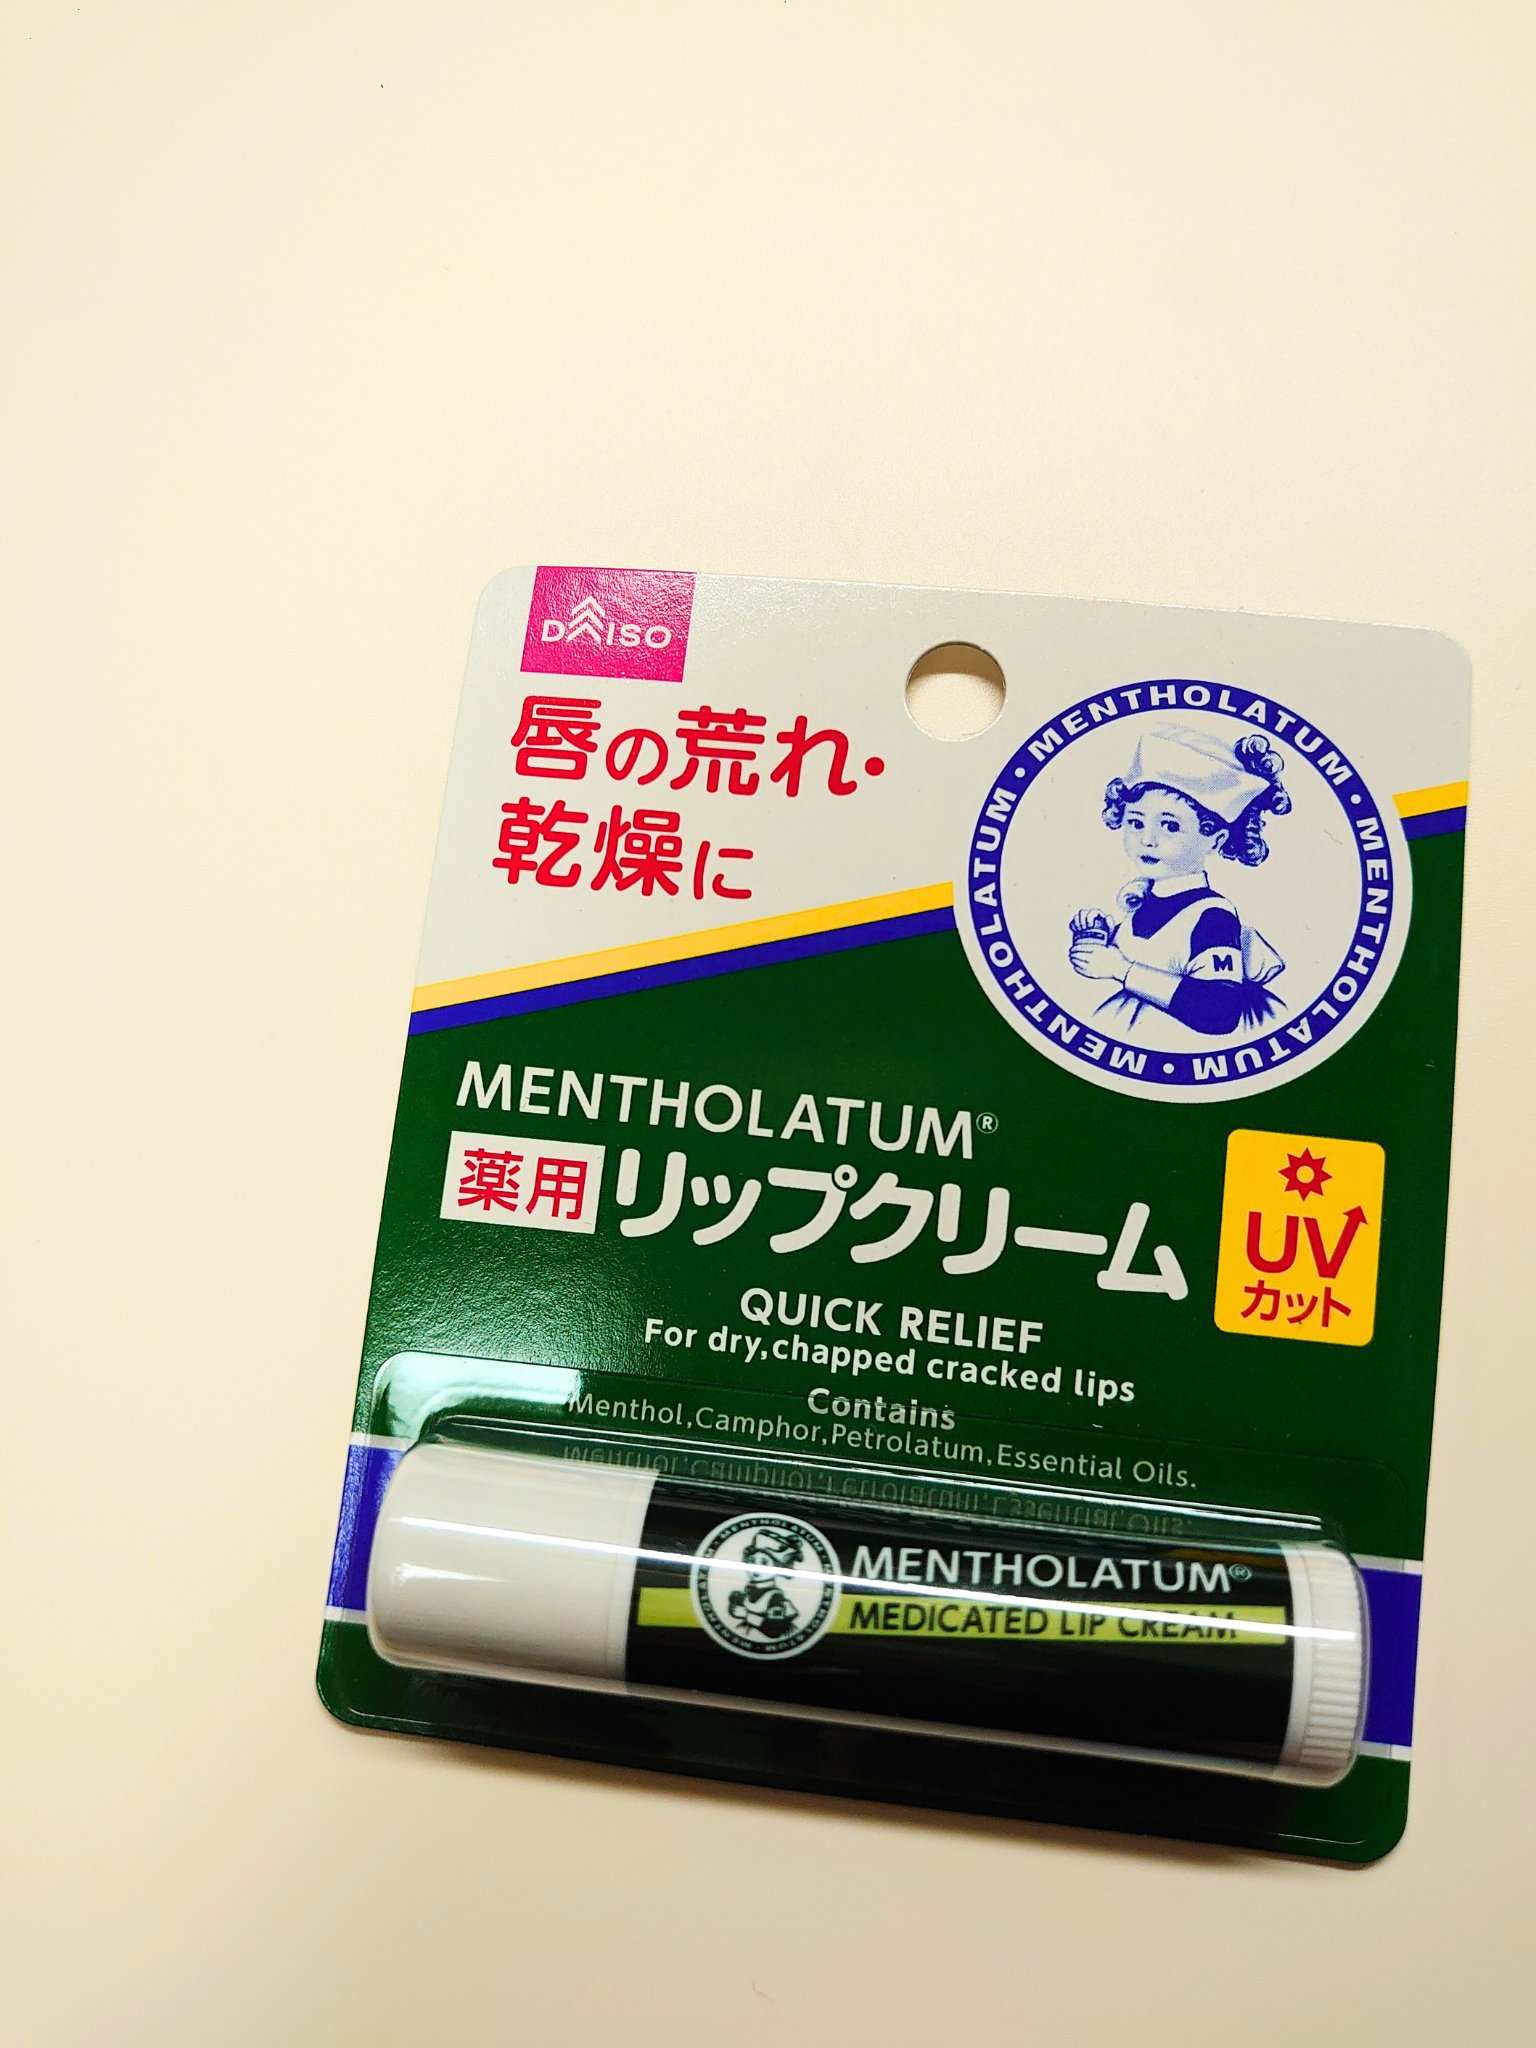 DAISO
唇の荒れ・
乾燥に
MENTHOLATUM・MENTHOLATUM・MENTHOLATUM・MENTHOLATUM・
M
MENTHOLATUM®
薬用 リップクリーム
UV
カット
QUICK RELIEF
For dry,chapped cracked lips
Contains
Menthol,Camphor,Petrolatum,Essential Oils.
MENTHOLATUM®
MEDICATED LIP CREAM